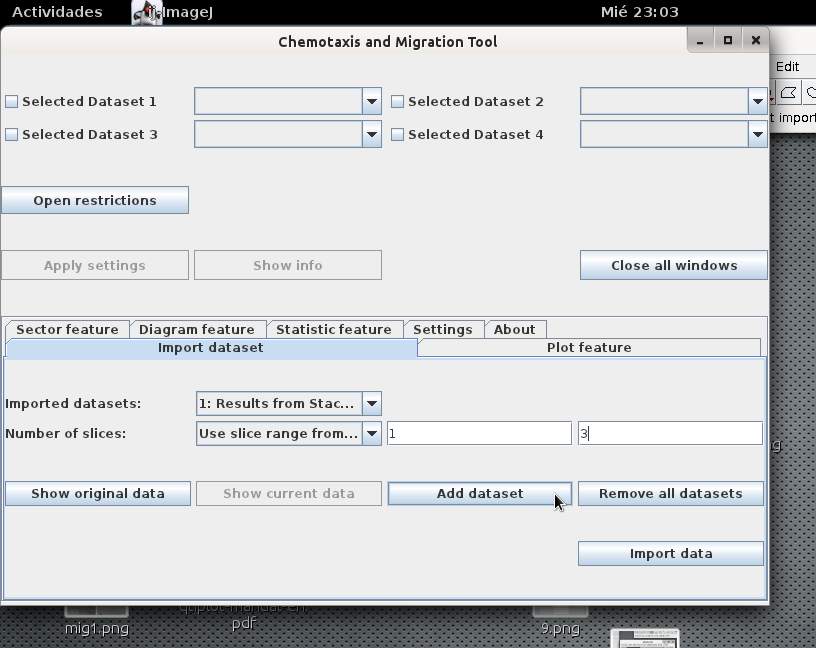 Actividades ImageJ Mié 23:03
Chemotaxis and Migration Tool
Edit
Selected Dataset 1 Selected Dataset 2
t import
Selected Dataset 3 Selected Dataset 4
Open restrictions
Apply settings Show info Close all windows
Sector feature Diagram feature Statistic feature Settings About
Import dataset Plot feature
Imported datasets: 1: Results from Stac...
Number of slices: Use slice range from... 1 3
Show original data Show current data Add dataset Remove all datasets
Import data
mig1.png pdf 9.png